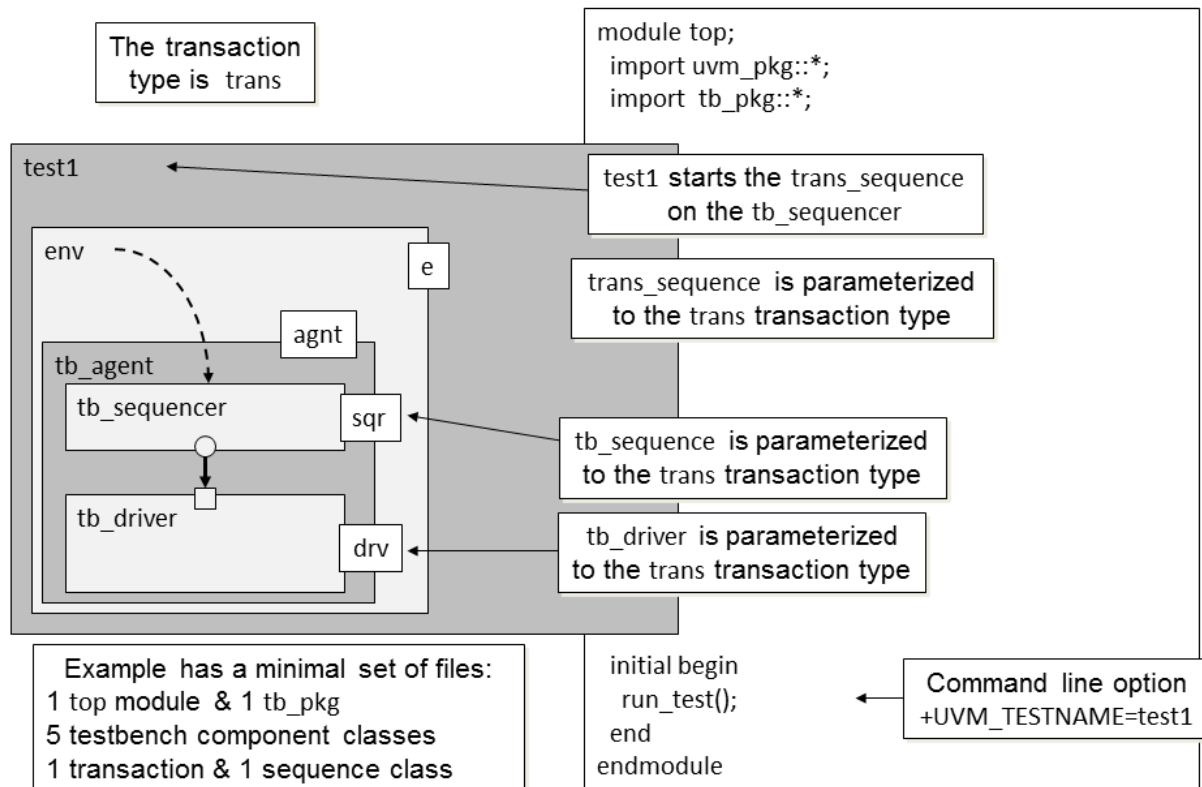 The transaction
type is trans
module top;
import uvm_pkg::*;
import tb_pkg::*;
test1
test1 starts the trans_sequence
on the tb_sequencer
env
e
trans_sequence is parameterized
to the trans transaction type
agnt
tb_agent
tb_sequencer
sqr
tb_sequence is parameterized
to the trans transaction type
tb_driver
drv
tb_driver is parameterized
to the trans transaction type
Example has a minimal set of files:
1 top module & 1 tb_pkg
5 testbench component classes
1 transaction & 1 sequence class
initial begin
run_test();
end
endmodule
Command line option
+UVM_TESTNAME=test1